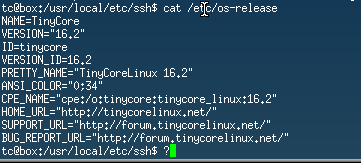 tc@box:/usr/local/etc/ssh$ cat /etc/os-release
NAME=TinyCore
VERSION="16.2"
ID=tinycore
VERSION_ID=16.2
PRETTY_NAME="TinyCoreLinux 16.2"
ANSI_COLOR="0;34"
CPE_NAME="cpe:/o:tinycore:tinycore_linux:16.2"
HOME_URL="http://tinycorelinux.net/"
SUPPORT_URL="http://forum.tinycorelinux.net/"
BUG_REPORT_URL="http://forum.tinycorelinux.net/"
tc@box:/usr/local/etc/ssh$ ?